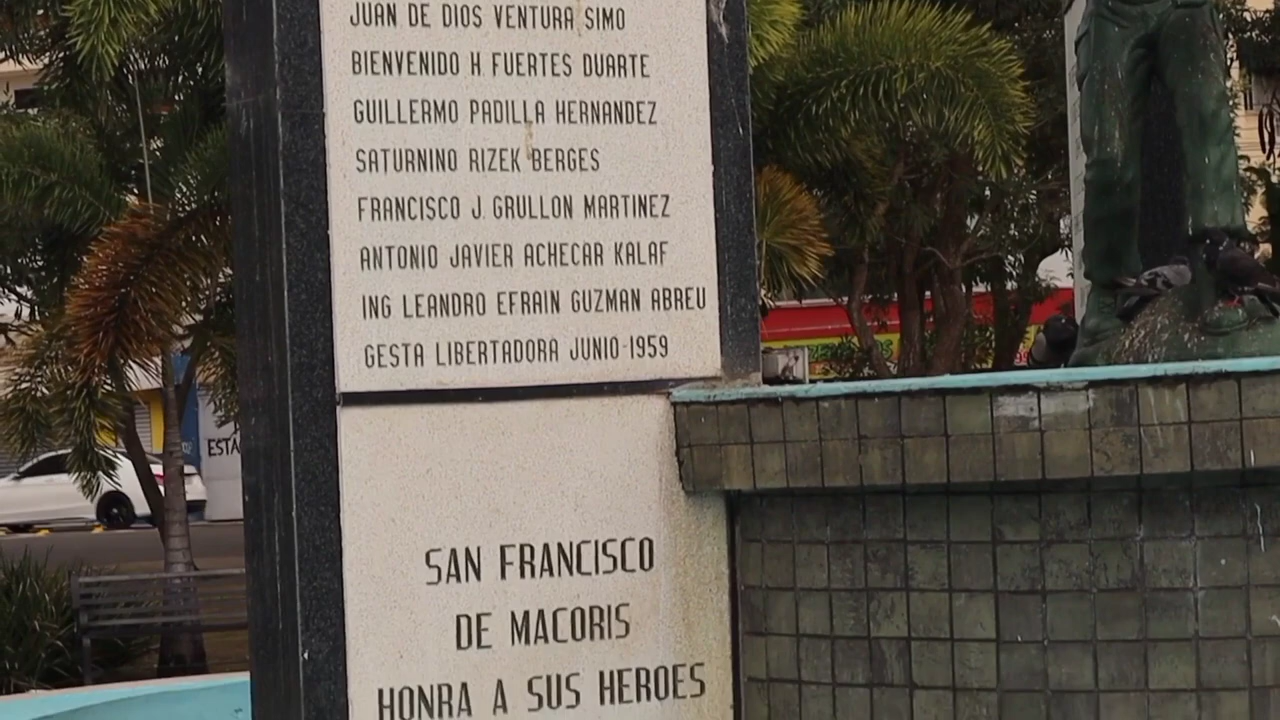 JUAN DE DIOS VENTURA SIMO
BIENVENIDO H. FUERTES DUARTE
GUILLERMO PADILLA HERNANDEZ
SATURNINO RIZEK BERGES
FRANCISCO J. GRULLON MARTINEZ
ANTONIO JAVIER ACHECAR KALAF
ING LEANDRO EFRAIN GUZMAN ABREU
GESTA LIBERTADORA JUNIO-1959
SAN FRANCISCO
DE MACORIS
HONRA A SUS HEROES